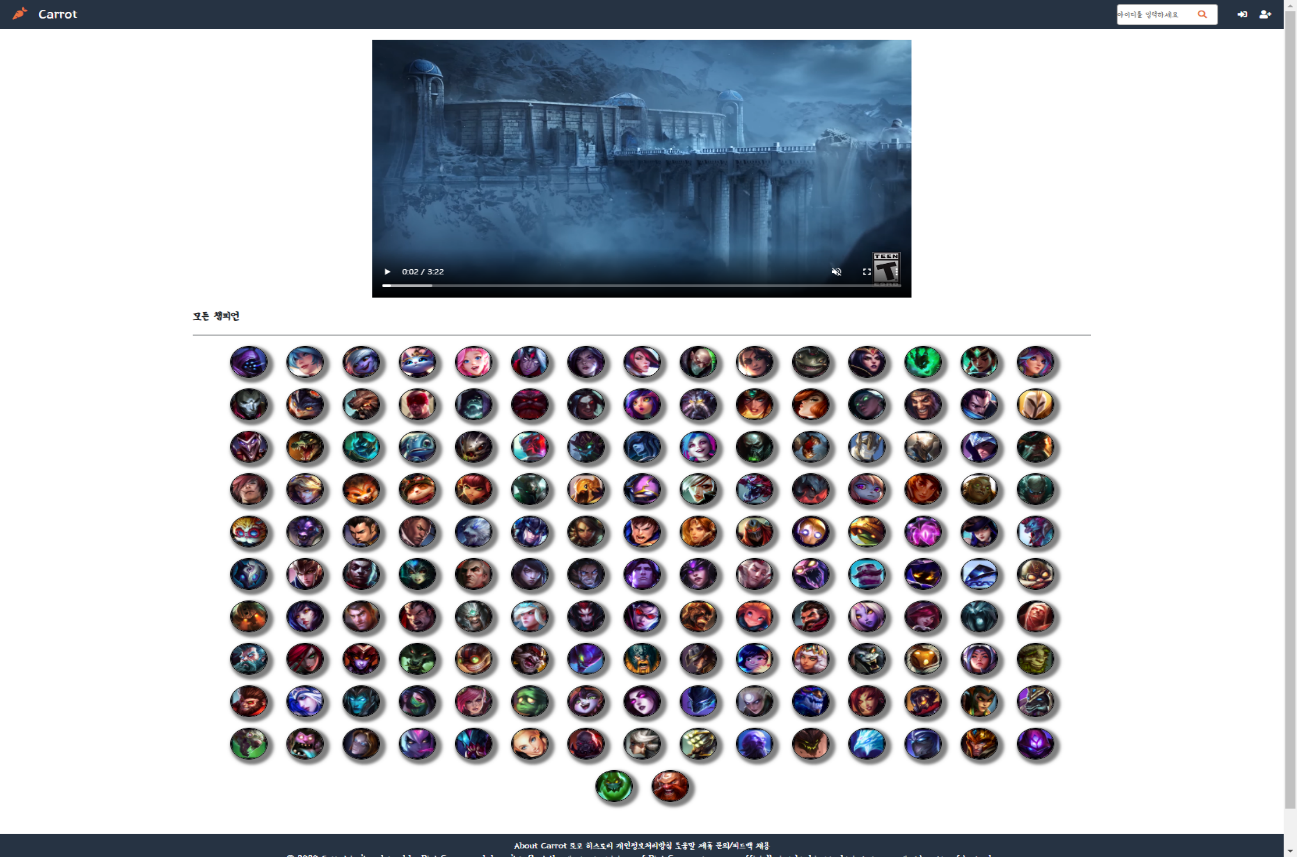 Carrot
아이디를 입력하세요
0:02 / 3:22
TEEN
T
모든 챔피언
About Carrot 로고 히스토리 개인정보처리방침 도움말 제휴 문의/피드백 채용